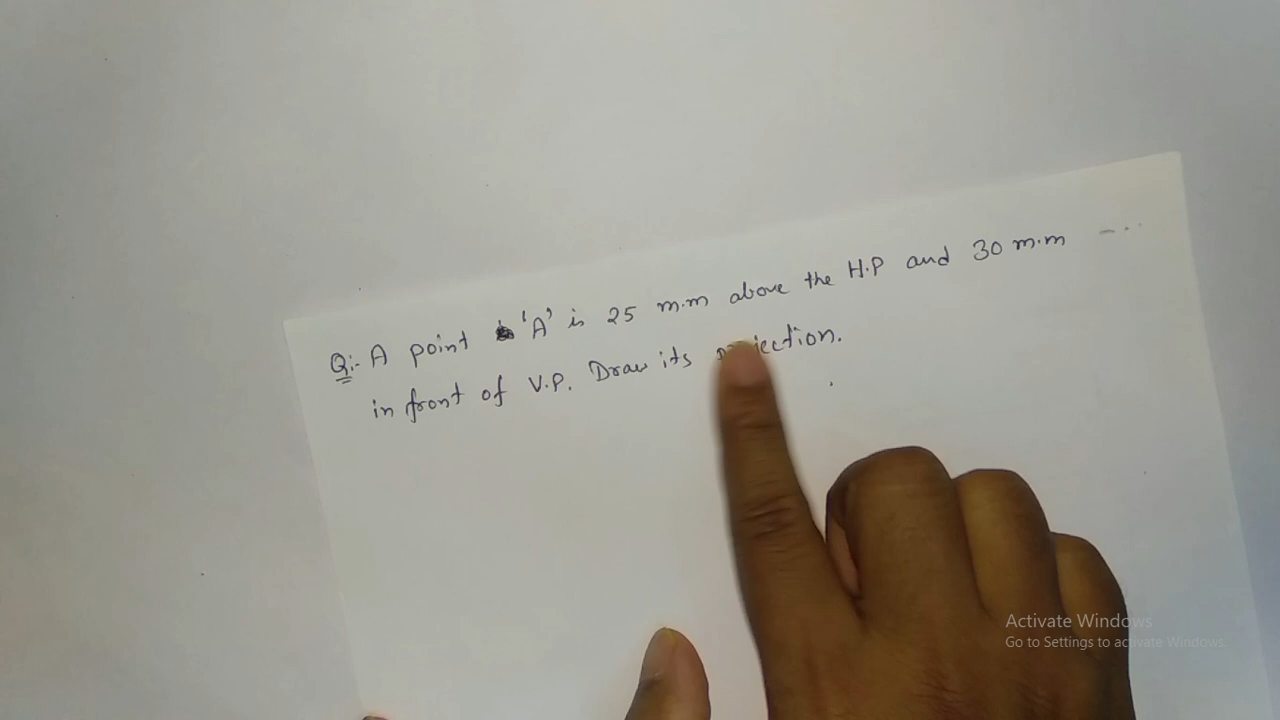 Q:- A point 'A' is 25 m.m above the H.P and 30 m.m -..
in front of V.P. Draw its projection.
Activate Windows
Go to Settings to activate Windows.